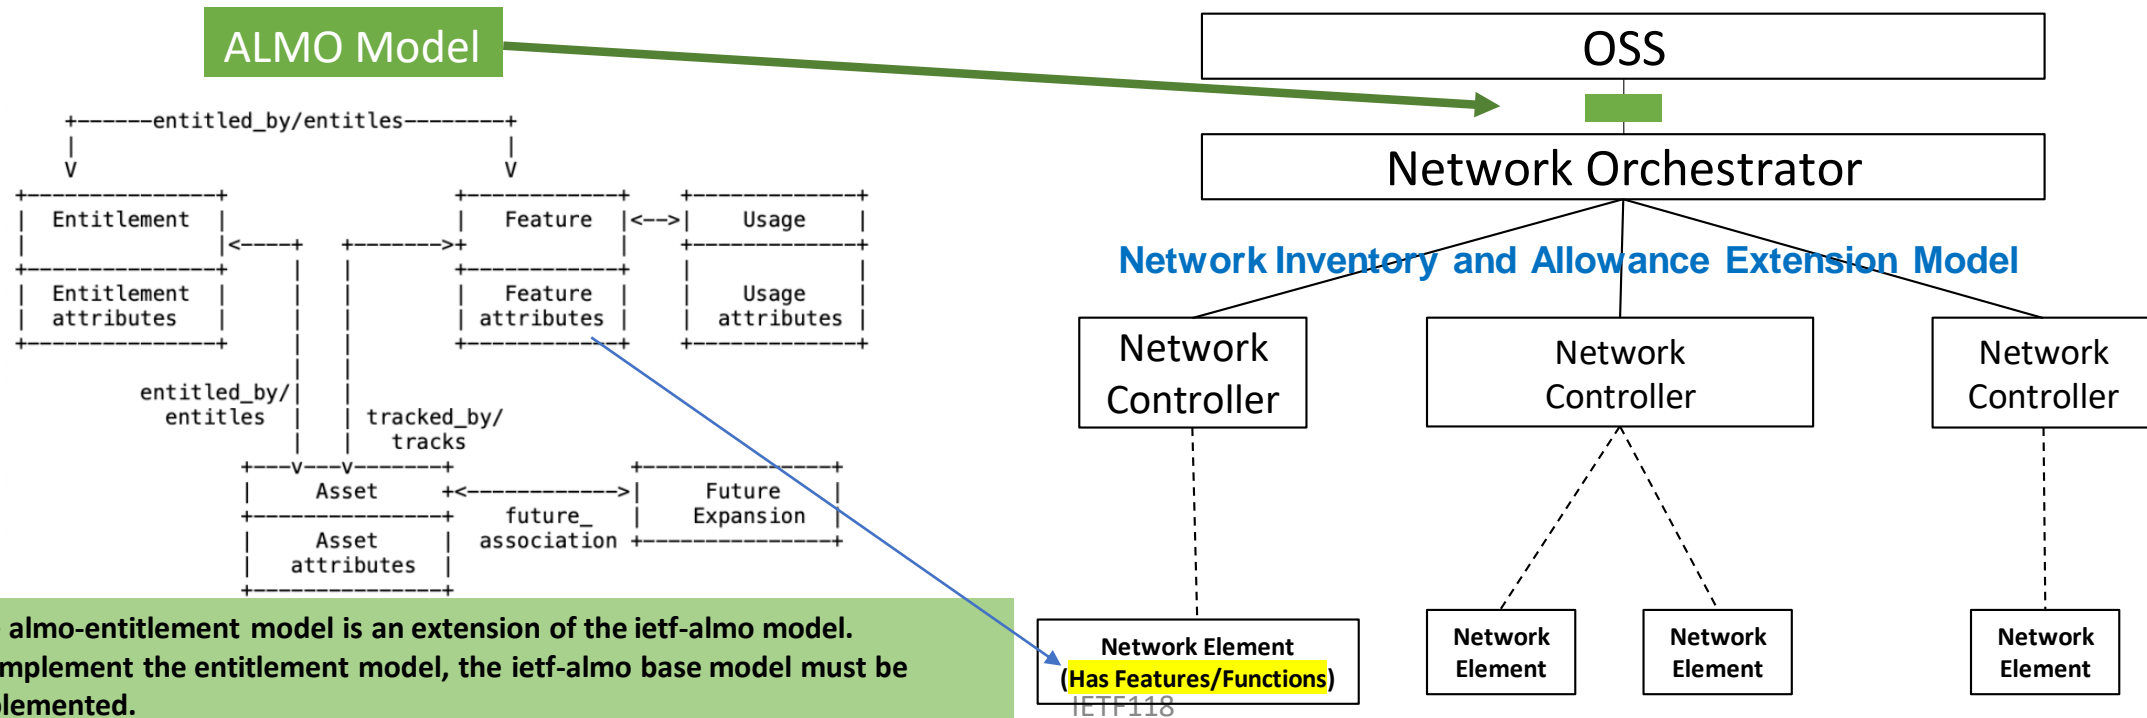 ALMO Model
entitled_by/entitles
Entitlement
Entitlement
attributes
Feature
Feature
attributes
Usage
Usage
attributes
entitled_by/
entitles
tracked_by/
tracks
Asset
Asset
attributes
future_
association
Future
Expansion
almo-entitlement model is an extension of the ietf-almo model.
mplement the entitlement model, the ietf-almo base model must be
plemented.
OSS
Network Orchestrator
Network Inventory and Allowance Extension Model
Network
Controller
Network
Controller
Network
Controller
Network Element
(Has Features/Functions)
Network
Element
Network
Element
Network
Element
IETF118